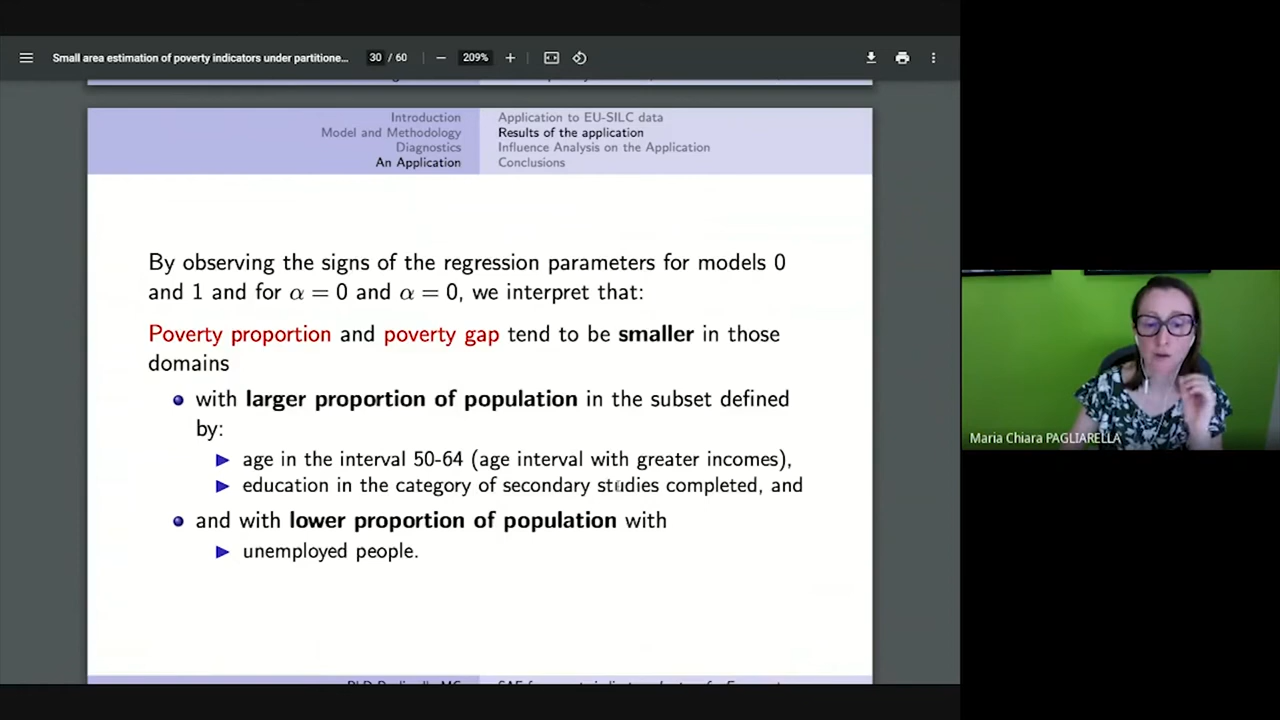 Small area estimation of poverty indicators under partitione...
30 / 60
209%
Introduction
Model and Methodology
Diagnostics
An Application
Application to EU-SILC data
Results of the application
Influence Analysis on the Application
Conclusions
By observing the signs of the regression parameters for models 0
and 1 and for α = 0 and α = 0, we interpret that:
Poverty proportion and poverty gap tend to be smaller in those
domains
with larger proportion of population in the subset defined
by:
age in the interval 50-64 (age interval with greater incomes),
education in the category of secondary studies completed, and
and with lower proportion of population with
unemployed people.
Maria Chiara PAGLIARELLA